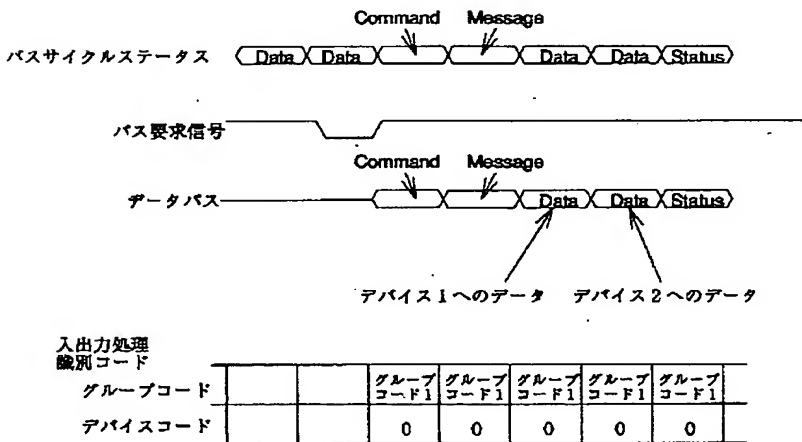 Command Message
バスサイクルステータス Data Data Data Data Status
バス要求信号
Command Message
データバス Data Data Status
デバイス1へのデータ デバイス2へのデータ
入出力処理
識別コード
グループコード グループ グループ グループ グループ グループ
コード1 コード1 コード1 コード1 コード1
デバイスコード 0 0 0 0 0